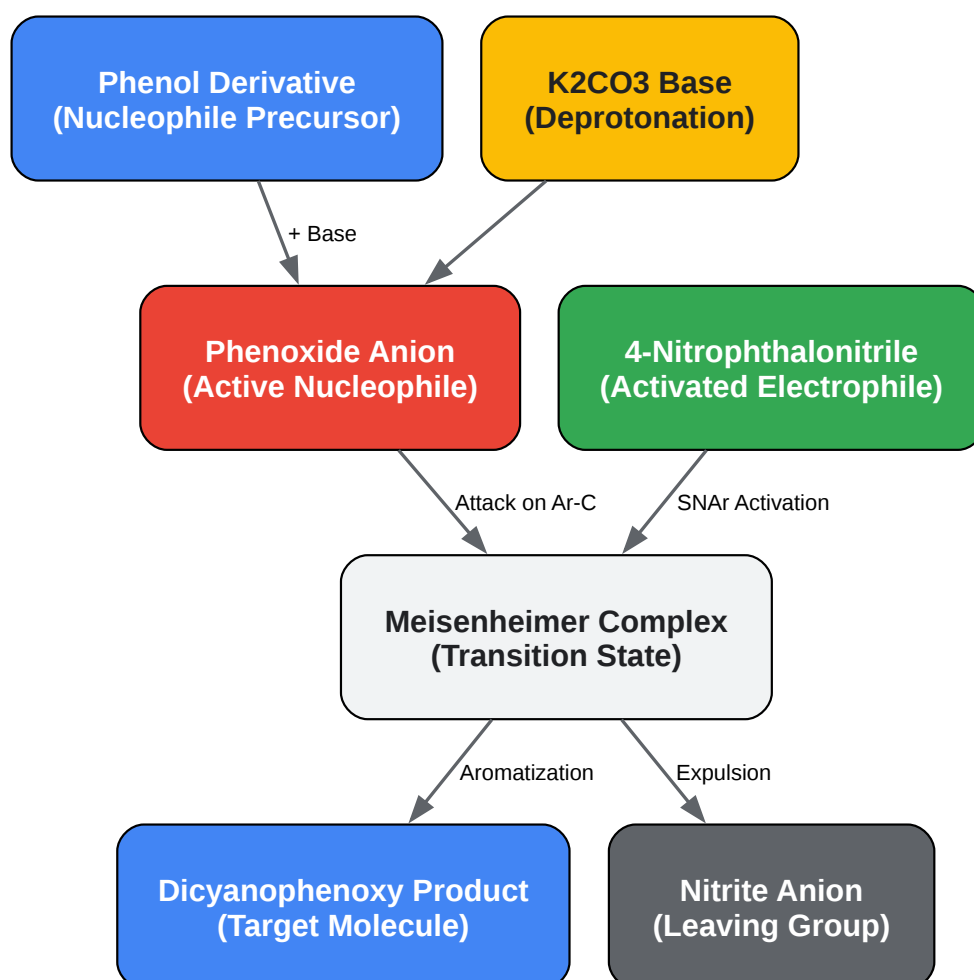 Phenol Derivative
(Nucleophile Precursor)
K2CO3 Base
(Deprotonation)
+ Base
Phenoxide Anion
(Active Nucleophile)
4-Nitrophthalonitrile
(Activated Electrophile)
Attack on Ar-C
SNAr Activation
Meisenheimer Complex
(Transition State)
Aromatization
Expulsion
Dicyanophenoxy Product
(Target Molecule)
Nitrite Anion
(Leaving Group)